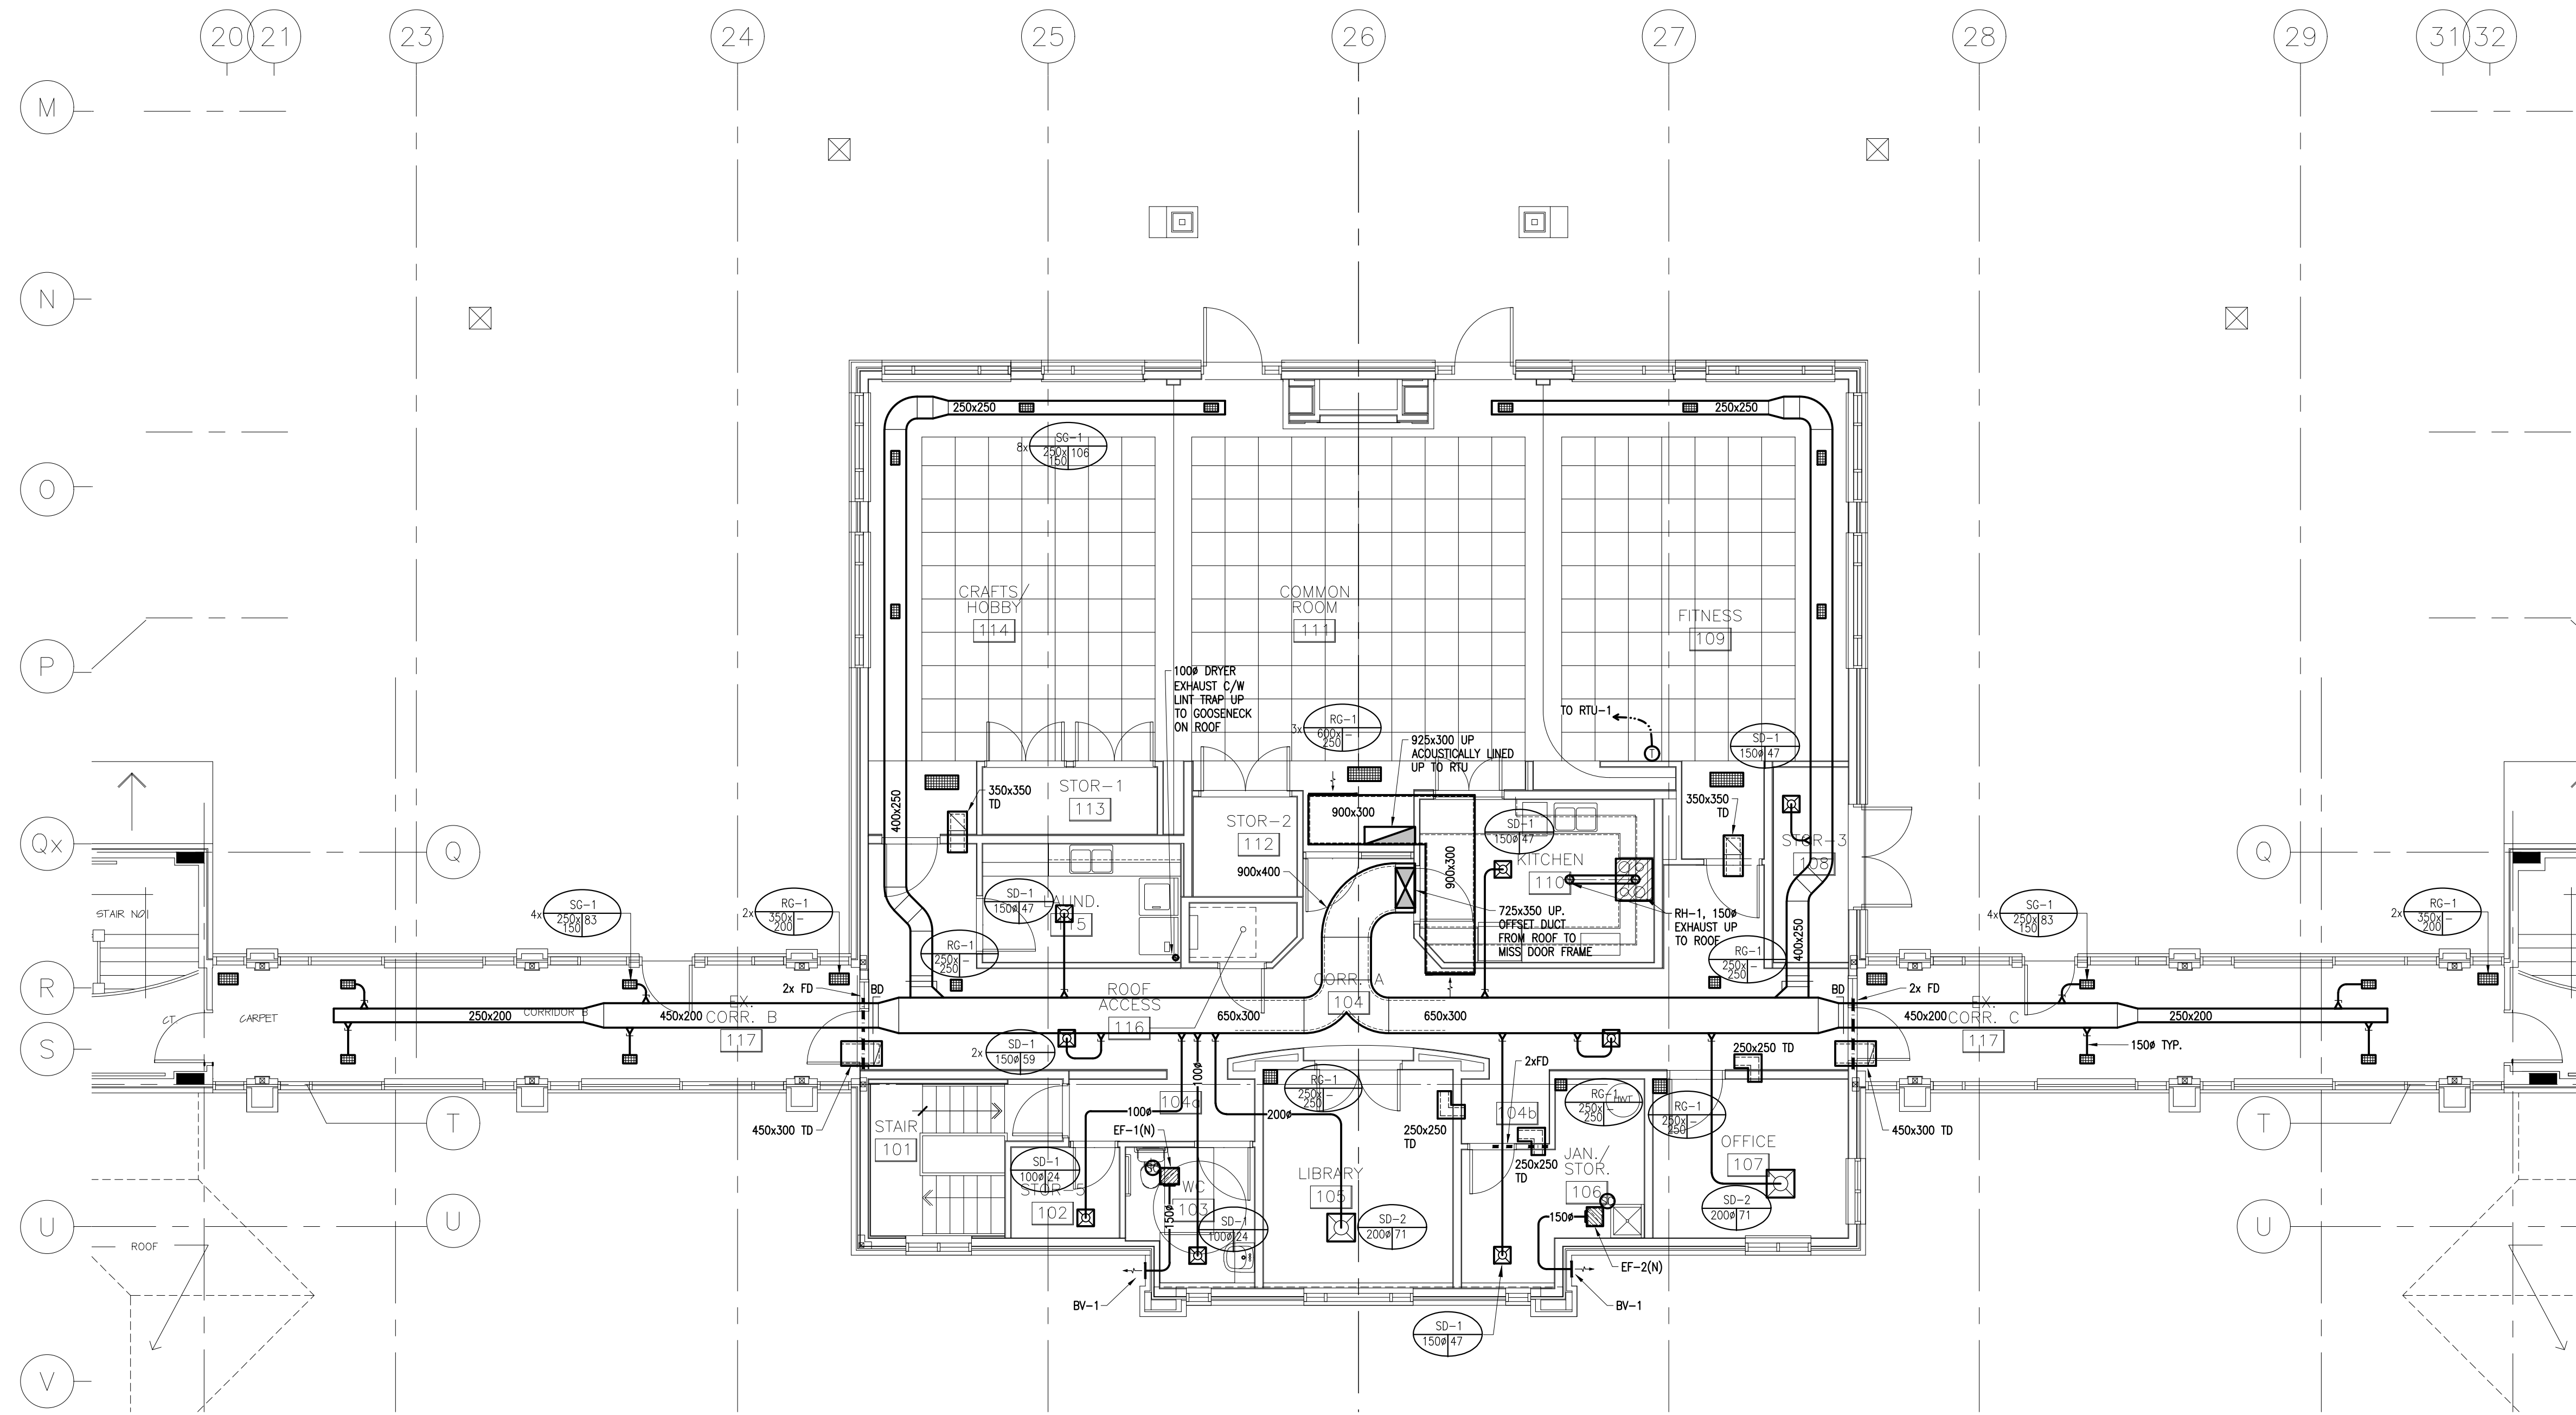 20
21
23
24
25
26
27
28
29
31
32
M
N
O
P
Qx
R
S
U
V
Q
T
U
Q
T
U
250x250
250x250
SG-1
8x
250x
150
106
CRAFTS/
HOBBY
114
COMMON
ROOM
111
FITNESS
109
100ø DRYER
EXHAUST C/W
LINT TRAP UP
TO GOOSENECK
ON ROOF
RG-1
3x
600x
250
-
TO RTU-1
T
SD-1
150ø
47
925x300 UP
ACOUSTICALLY LINED
UP TO RTU
350x350
TD
STOR-1
113
400x250
STOR-2
112
900x300
SD-1
150ø
47
350x350
TD
STOR-3
108
KITCHEN
110
900x300
900x400
SD-1
150ø
47
LAUND.
115
725x350 UP.
OFFSET DUCT
FROM ROOF TO
MISS DOOR FRAME
RH-1, 150ø
EXHAUST UP
TO ROOF
400x250
RG-1
250x
250
-
RG-1
250x
250
-
STAIR NO1
SG-1
4x
250x
150
83
RG-1
2x
350x
200
-
SG-1
4x
250x
150
83
RG-1
2x
350x
200
-
2x FD
BD
BD
2x FD
CT.
CARPET
250x200
CORRIDOR B
450x200
EX.
CORR. B
117
ROOF
ACCESS
116
650x300
CORR. A
104
650x300
450x200
EX.
CORR. C
117
250x200
150ø TYP.
SD-1
2x
150ø
59
2xFD
250x250 TD
100ø
450x300 TD
450x300 TD
104a
100ø
200ø
RG-1
250x
250
-
250x250
TD
104b
RG-1
250x
250
-
HWT
RG-1
250x
250
-
STAIR
101
EF-1(N)
OFFICE
107
SD-1
100ø
24
STOR-5
102
WC
103
150ø
SD-1
100ø
24
LIBRARY
105
SD-2
200ø
71
250x250
TD
JAN./
STOR.
106
150ø
SD-2
200ø
71
ROOF
EF-2(N)
BV-1
BV-1
SD-1
150ø
47